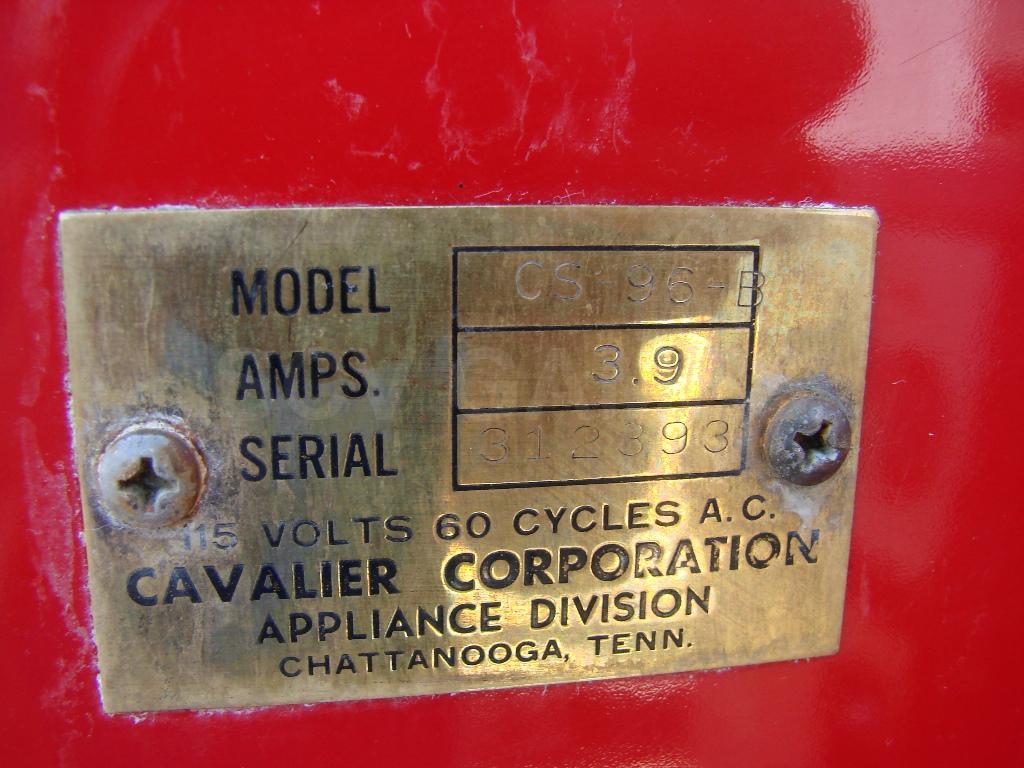 MODEL CS-96-B
AMPS. 3.9
SERIAL 312393
115 VOLTS 60 CYCLES A.C.
CAVALIER CORPORATION
APPLIANCE DIVISION
CHATTANOOGA, TENN.